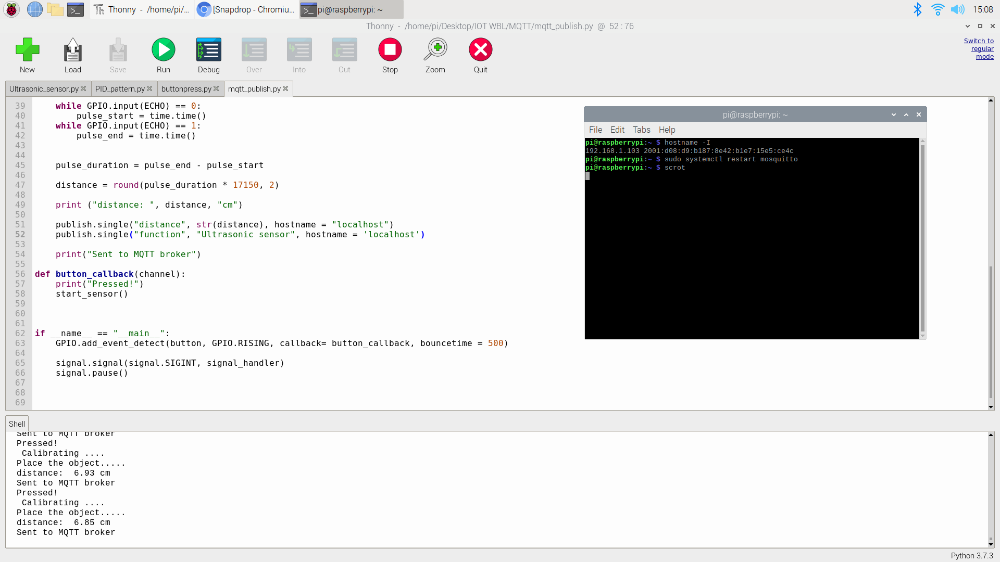 Thonny - /home/pi/...
[Snapdrop - Chromiu...
pi@raspberrypi: ~
15:08
Thonny - /home/pi/Desktop/IOT WBL/MQTT/mqtt_publish.py @ 52 : 76
New Load Save Run Debug Over Into Out Stop Zoom Quit
Switch to
regular
mode
Ultrasonic_sensor.py PID_pattern.py buttonpress.py mqtt_publish.py
39     while GPIO.input(ECHO) == 0:
40         pulse_start = time.time()
41     while GPIO.input(ECHO) == 1:
42         pulse_end = time.time()
43
44
45     pulse_duration = pulse_end - pulse_start
46
47     distance = round(pulse_duration * 17150, 2)
48
49     print ("distance: ", distance, "cm")
50
51     publish.single("distance", str(distance), hostname = "localhost")
52     publish.single("function", "Ultrasonic sensor", hostname = 'localhost')
53
54     print("Sent to MQTT broker")
55
56 def button_callback(channel):
57     print("Pressed!")
58     start_sensor()
59
60
61
62 if __name__ == "__main__":
63     GPIO.add_event_detect(button, GPIO.RISING, callback= button_callback, bouncetime = 500)
64
65     signal.signal(signal.SIGINT, signal_handler)
66     signal.pause()
67
68
69
pi@raspberrypi: ~
File Edit Tabs Help
pi@raspberrypi:~ $ hostname -I
192.168.1.103 2001:d08:d9:b187:8e42:b1e7:15e5:ce4c
pi@raspberrypi:~ $ sudo systemctl restart mosquitto
pi@raspberrypi:~ $ scrot
Shell
Sent to MQTT broker
Pressed!
 Calibrating ....
Place the object.....
distance:  6.93 cm
Sent to MQTT broker
Pressed!
 Calibrating ....
Place the object.....
distance:  6.85 cm
Sent to MQTT broker
Python 3.7.3